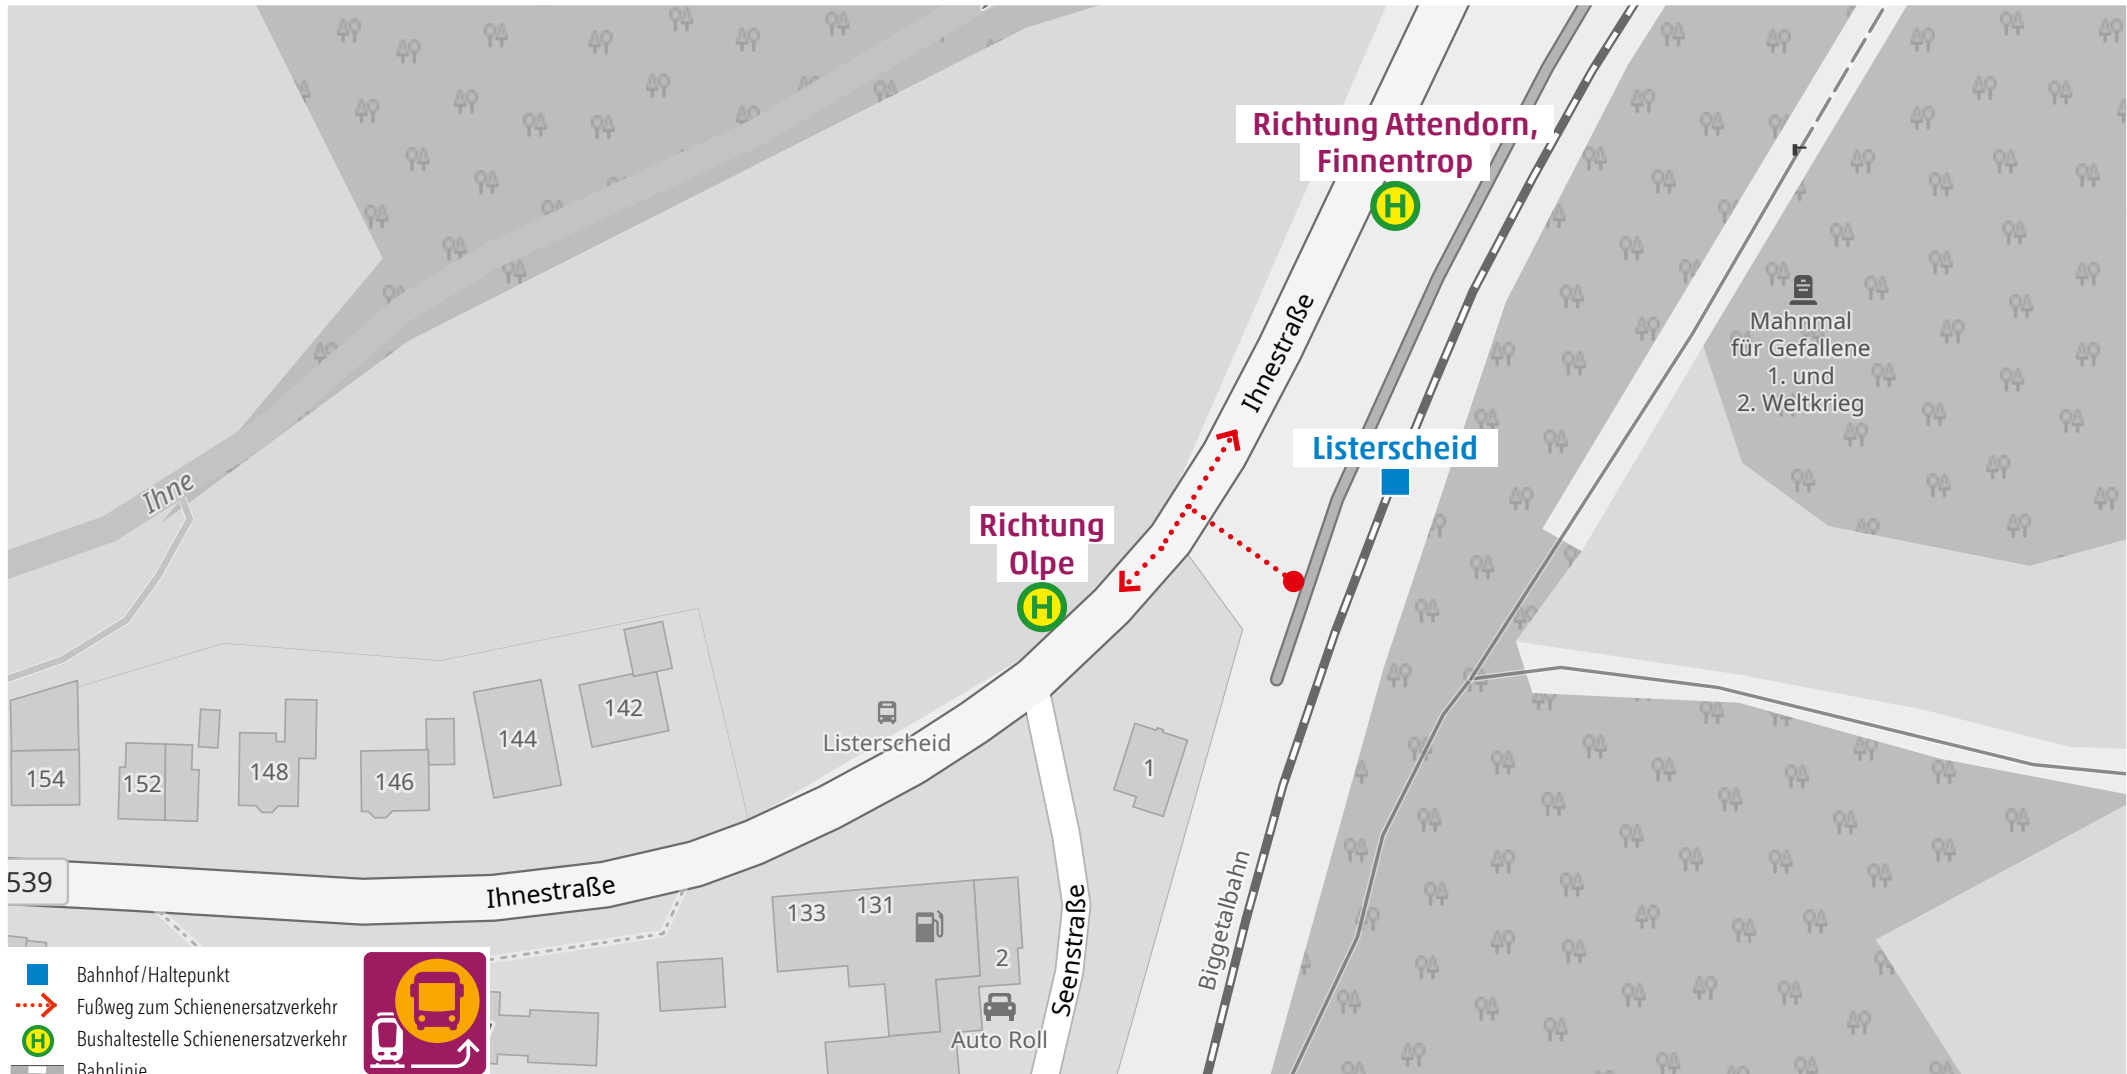 Richtung Attendorn,
Finnentrop
H
Ihnestraße
Mahnmal
für Gefallene
1. und
2. Weltkrieg
Listerscheid
Ihne
Richtung
Olpe
H
142
144
Listerscheid
154
152
148
146
1
539
Ihnestraße
133
131
2
Seenstraße
Biggetalbahn
Auto Roll
Bahnhof/Haltepunkt
Fußweg zum Schienenersatzverkehr
H
Bushaltestelle Schienenersatzverkehr
Bahnlinie